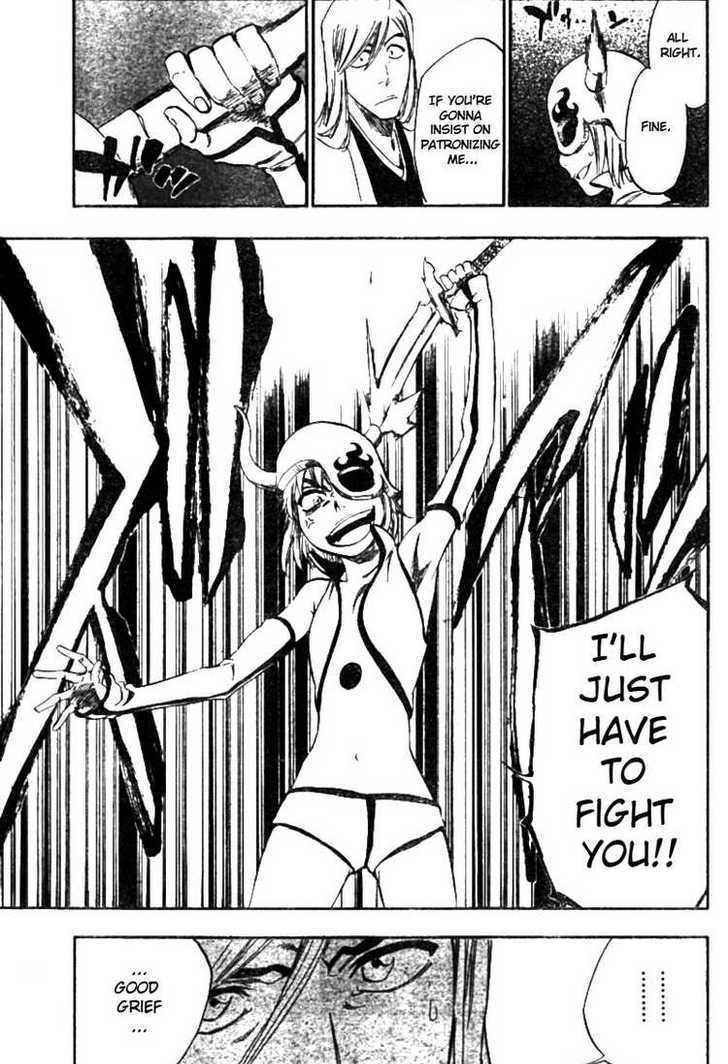 ALL
RIGHT.
FINE.
IF YOU'RE
GONNA
INSIST ON
PATRONIZING
ME...
I'LL
JUST
HAVE
TO
FIGHT
YOU!!
...
...
GOOD
GRIEF
...